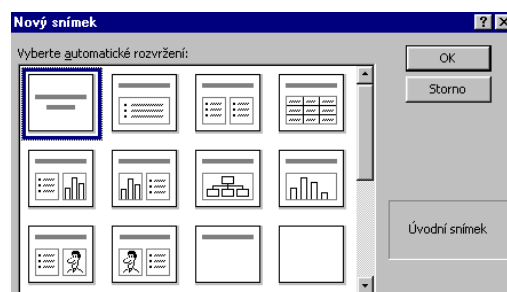 Nový snímek
Vyberte automatické rozvržení:
OK
Storno
Úvodní snímek